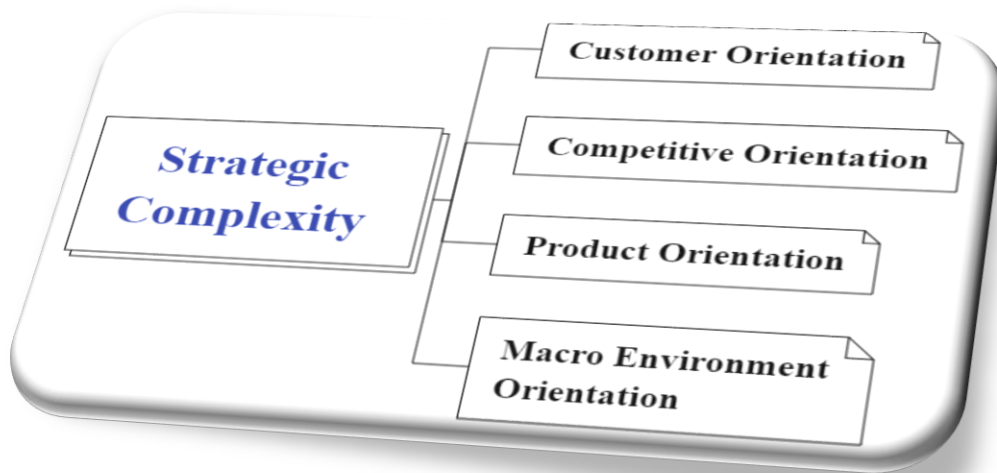 Strategic
Complexity
Customer Orientation
Competitive Orientation
Product Orientation
Macro Environment
Orientation